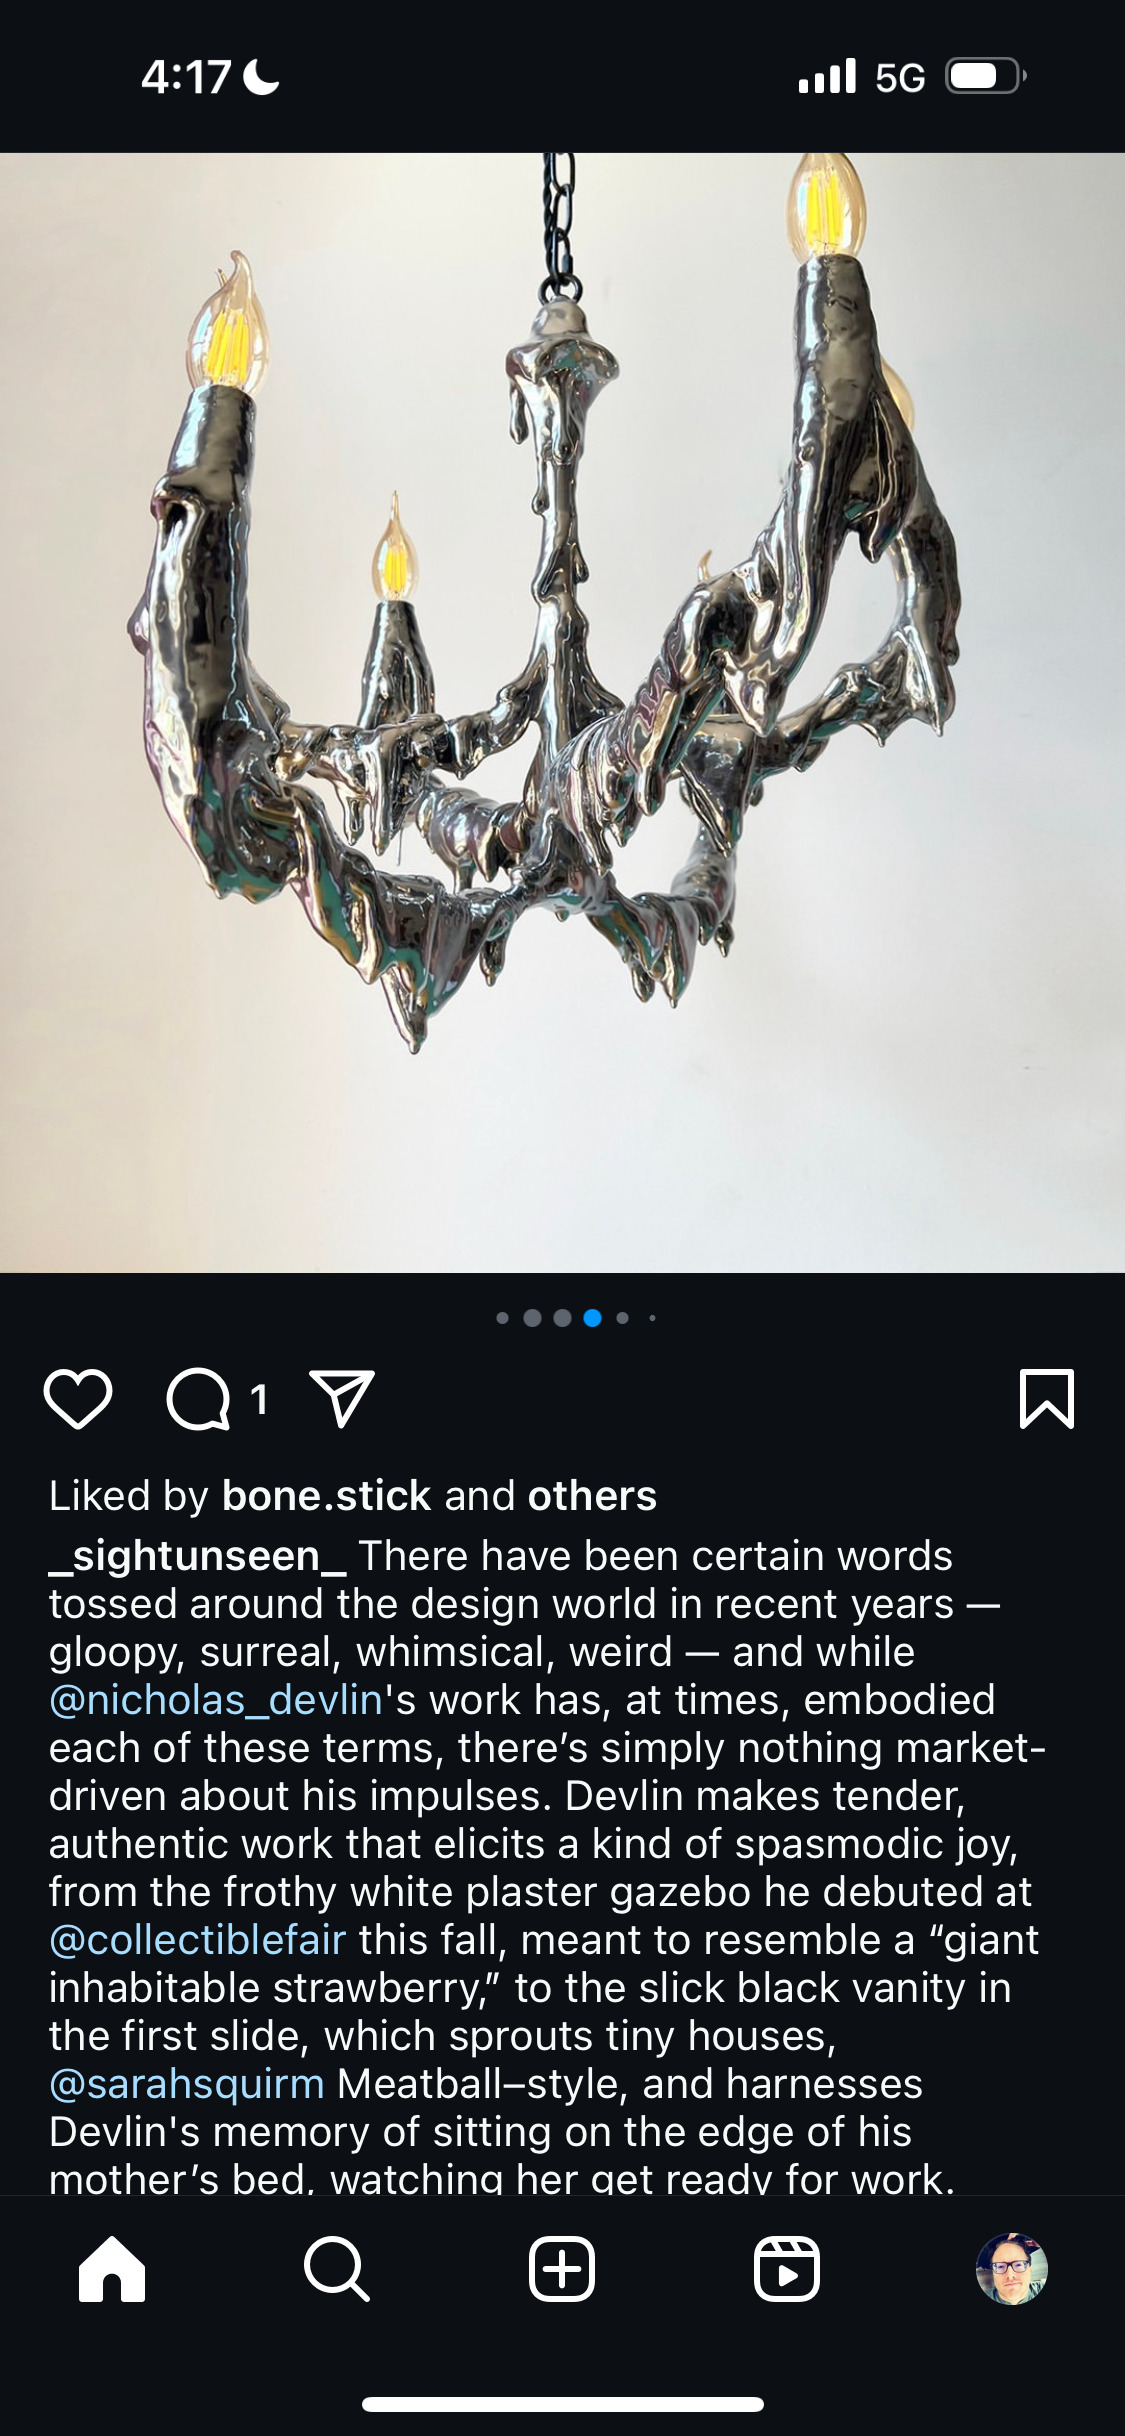 4:17
5G
1
Liked by bone.stick and others
_sightunseen_ There have been certain words
tossed around the design world in recent years —
gloopy, surreal, whimsical, weird — and while
@nicholas_devlin's work has, at times, embodied
each of these terms, there’s simply nothing market-
driven about his impulses. Devlin makes tender,
authentic work that elicits a kind of spasmodic joy,
from the frothy white plaster gazebo he debuted at
@collectiblefair this fall, meant to resemble a “giant
inhabitable strawberry,” to the slick black vanity in
the first slide, which sprouts tiny houses,
@sarahsquirm Meatball–style, and harnesses
Devlin's memory of sitting on the edge of his
mother’s bed, watching her get ready for work.